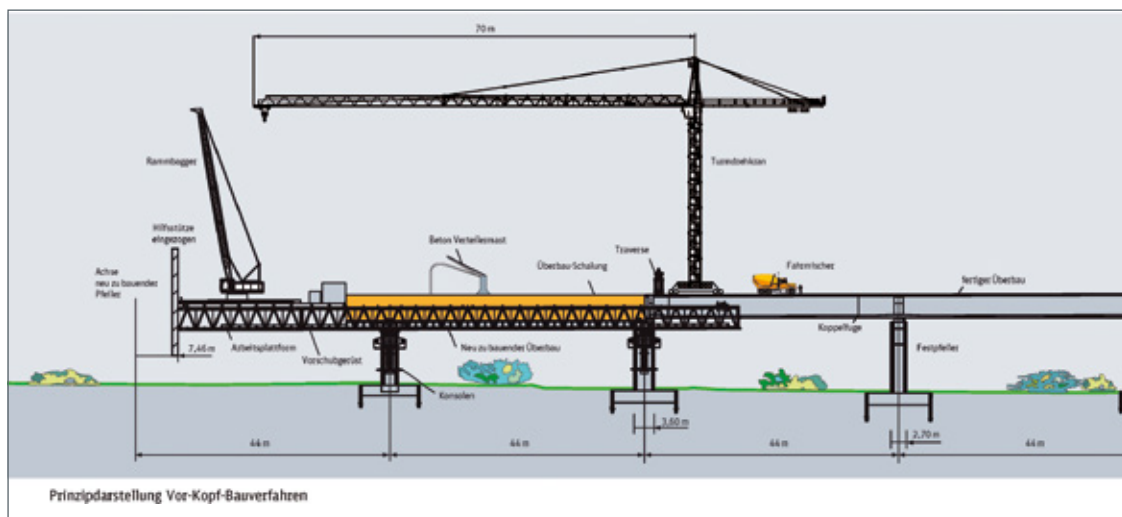 70 m
Rammbagger
Turmdrehkran
Hilfsstütze
eingezogen
Beton Verteilermast
Traverse
Überbau-Schalung
Fahrmischer
Achse
neu zu bauender
Pfeiler
fertiger Überbau
Koppelfuge
7,46 m
Arbeitsplattform
Vorschubgerüst
Neu zu bauender Überbau
Festpfeiler
Konsolen
3,60 m
2,70 m
44 m
44 m
44 m
44 m
Prinzipdarstellung Vor-Kopf-Bauverfahren